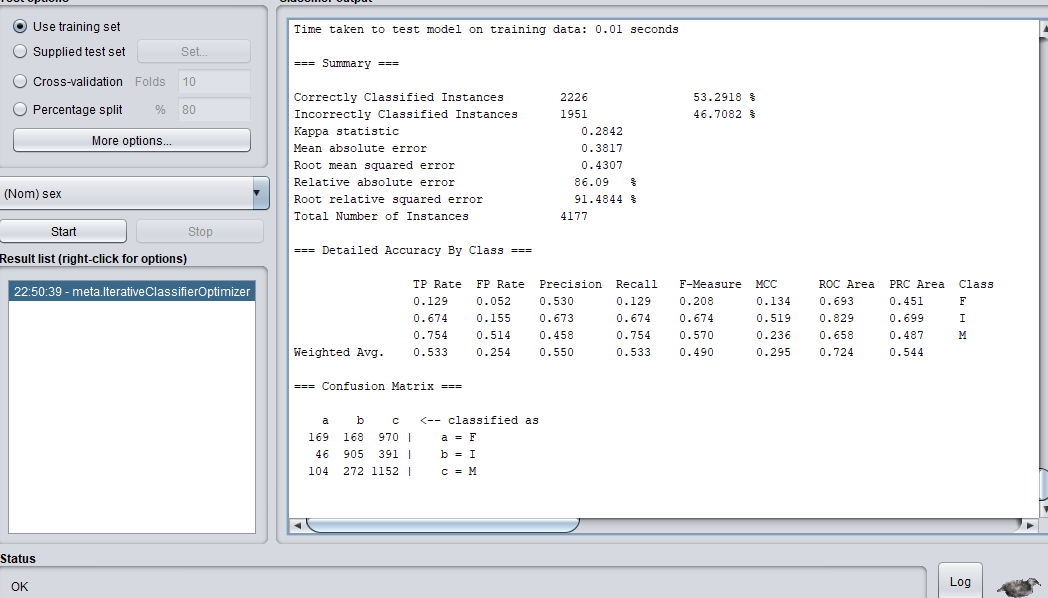 Test options
Use training set
Supplied test set Set...
Cross-validation Folds 10
Percentage split % 80
More options...
(Nom) sex
Start Stop
Result list (right-click for options)
22:50:39 - meta.IterativeClassifierOptimizer
Classifier output
Time taken to test model on training data: 0.01 seconds
=== Summary ===
Correctly Classified Instances 2226 53.2918 %
Incorrectly Classified Instances 1951 46.7082 %
Kappa statistic 0.2842
Mean absolute error 0.3817
Root mean squared error 0.4307
Relative absolute error 86.09 %
Root relative squared error 91.4844 %
Total Number of Instances 4177
=== Detailed Accuracy By Class ===
TP Rate FP Rate Precision Recall F-Measure MCC ROC Area PRC Area Class
0.129 0.052 0.530 0.129 0.208 0.134 0.693 0.451 F
0.674 0.155 0.673 0.674 0.674 0.519 0.829 0.699 I
0.754 0.514 0.458 0.754 0.570 0.236 0.658 0.487 M
Weighted Avg. 0.533 0.254 0.550 0.533 0.490 0.295 0.724 0.544
=== Confusion Matrix ===
a b c <-- classified as
169 168 970 | a = F
46 905 391 | b = I
104 272 1152 | c = M
Status
OK
Log